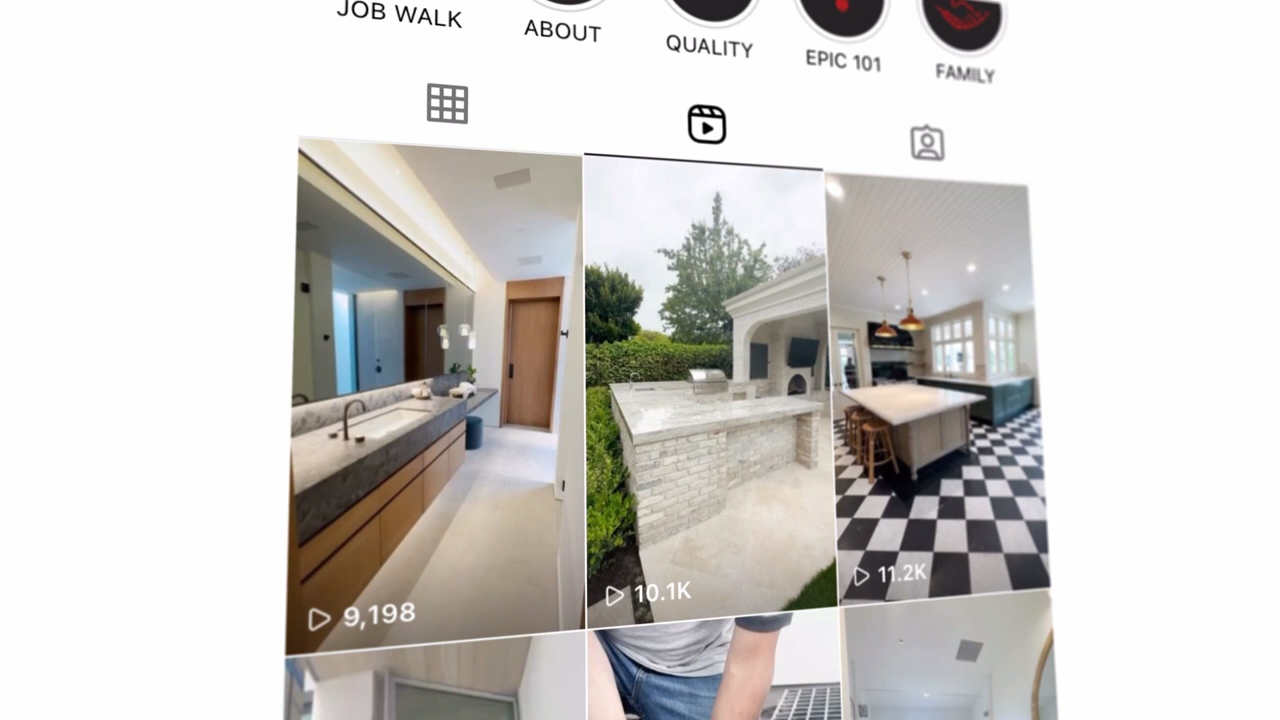 JOB WALK
ABOUT
QUALITY
EPIC 101
FAMILY
9,198
10.1K
11.2K